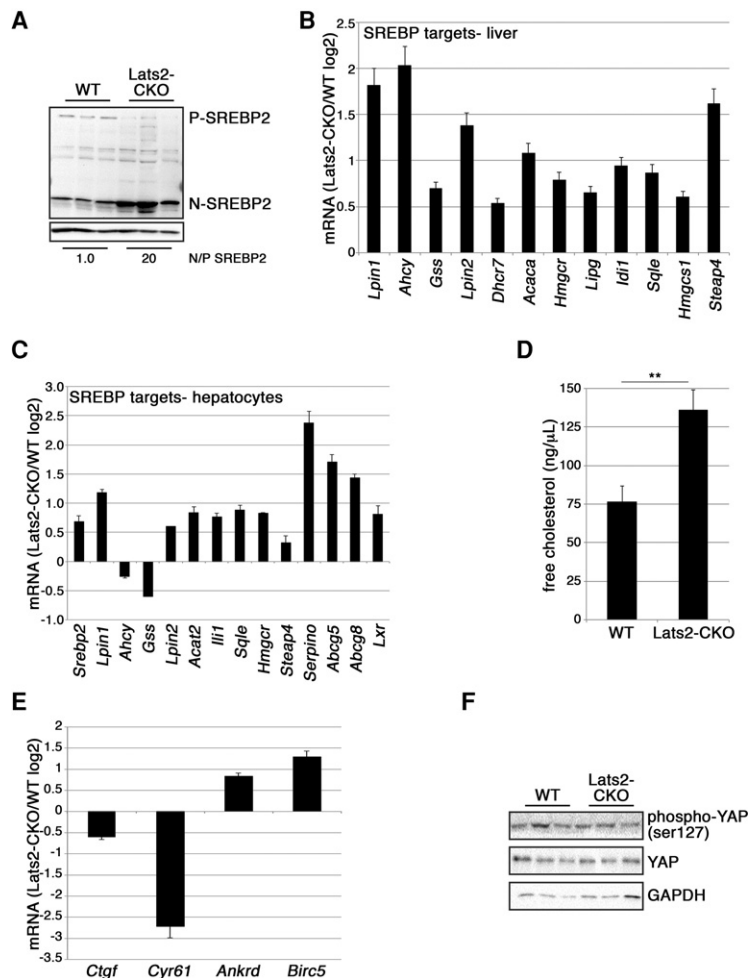 A
WT
Lats2-
CKO
P-SREBP2
N-SREBP2
1.0 20 N/P SREBP2
B
SREBP targets- liver
mRNA (Lats2-CKO/WT log2)
2.5
2
1.5
1
0.5
0
Lpin1 Ahcy Gss Lpin2 Dhcr7 Acaca Hmgcr Lipg Idi1 Sqle Hmgcs1 Steap4
C
SREBP targets- hepatocytes
mRNA (Lats2-CKO/WT log2)
3.0
2.5
2.0
1.5
1.0
0.5
0
-0.5
-1.0
Srebp2 Lpin1 Ahcy Gss Lpin2 Acat2 Ili1 Sqle Hmgcr Steap4 Serpino Abcg5 Abcg8 Lxr
D
**
free cholesterol (ng/µL)
150
125
100
75
50
25
0
WT Lats2-CKO
E
mRNA (Lats2-CKO/WT log2)
2
1.5
1
0.5
0
-0.5
-1
-1.5
-2
-2.5
-3
-3.5
Ctgf Cyr61 Ankrd Birc5
F
WT
Lats2-
CKO
phospho-YAP
(ser127)
YAP
GAPDH